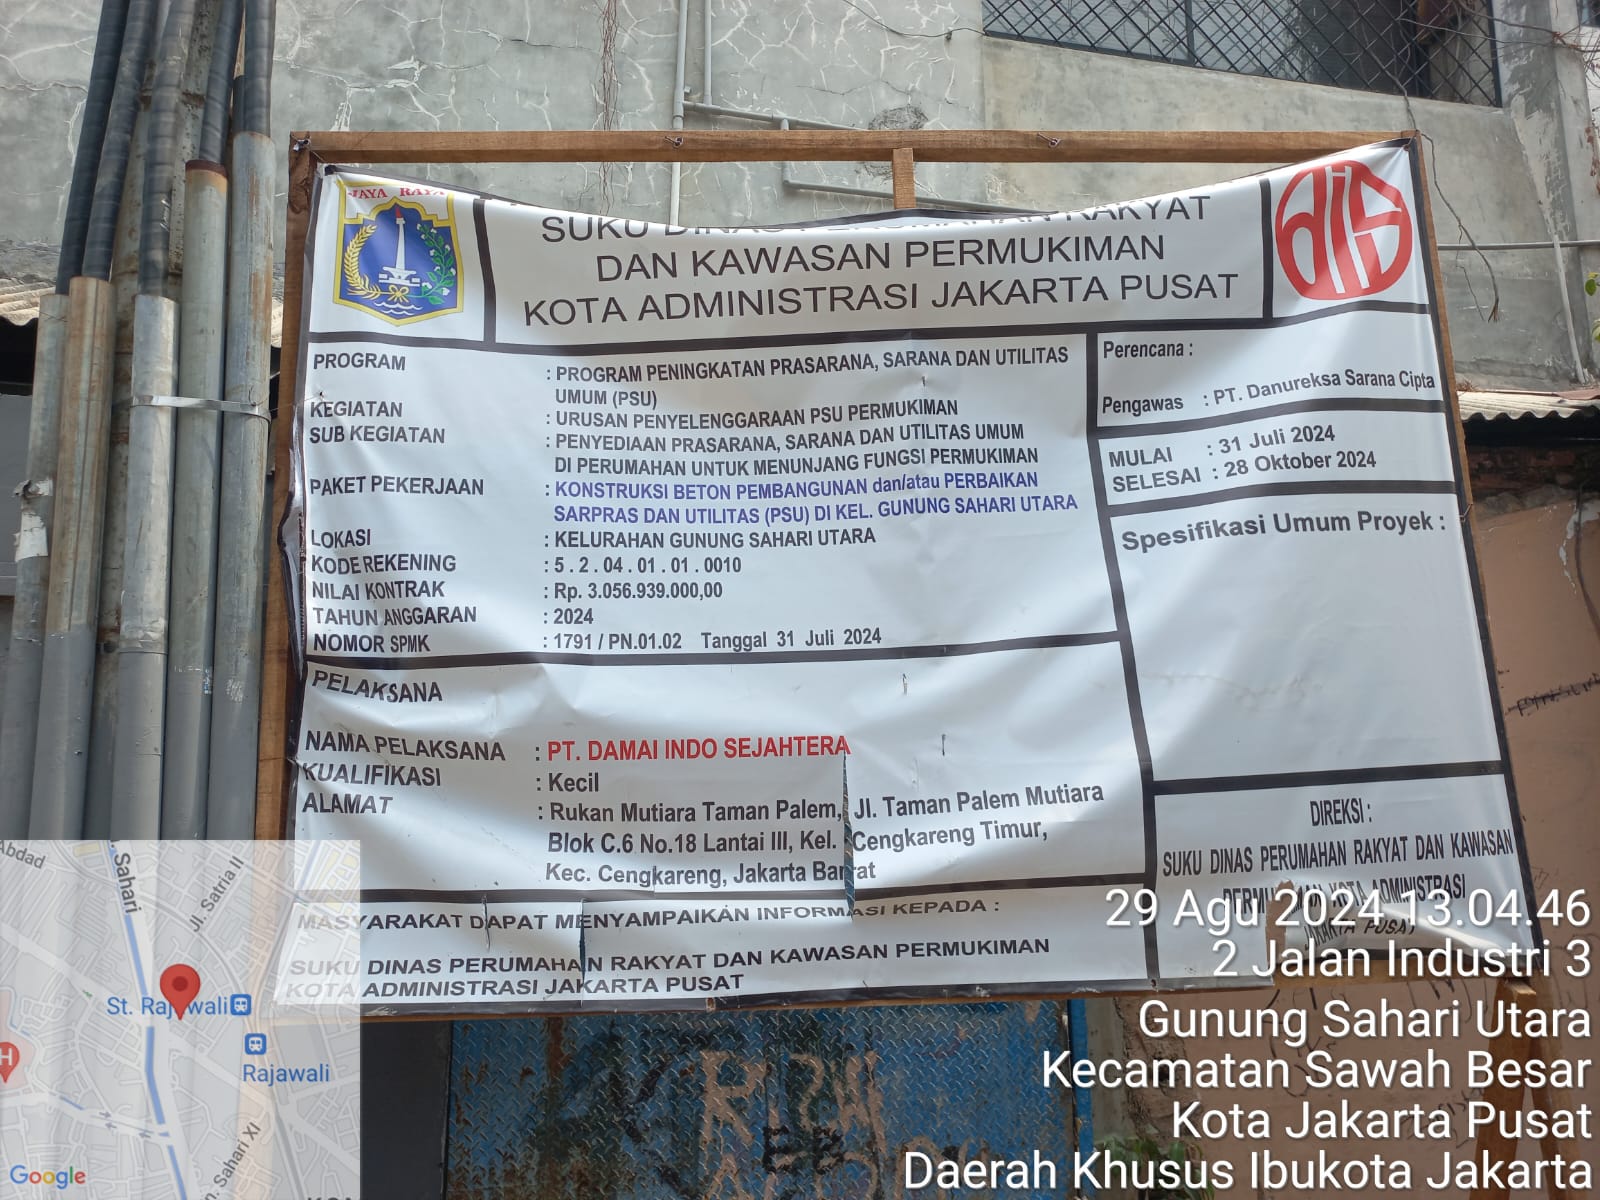 JAYA RAYA
SUKU DINAS PERUMAHAN RAKYAT
DAN KAWASAN PERMUKIMAN
KOTA ADMINISTRASI JAKARTA PUSAT
dis
PROGRAM : PROGRAM PENINGKATAN PRASARANA, SARANA DAN UTILITAS
UMUM (PSU)
KEGIATAN : URUSAN PENYELENGGARAAN PSU PERMUKIMAN
SUB KEGIATAN : PENYEDIAAN PRASARANA, SARANA DAN UTILITAS UMUM
DI PERUMAHAN UNTUK MENUNJANG FUNGSI PERMUKIMAN
PAKET PEKERJAAN : KONSTRUKSI BETON PEMBANGUNAN dan/atau PERBAIKAN
SARPRAS DAN UTILITAS (PSU) DI KEL. GUNUNG SAHARI UTARA
LOKASI : KELURAHAN GUNUNG SAHARI UTARA
KODE REKENING : 5 . 2 . 04 . 01 . 01 . 0010
NILAI KONTRAK : Rp. 3.056.939.000,00
TAHUN ANGGARAN : 2024
NOMOR SPMK : 1791 / PN.01.02 Tanggal 31 Juli 2024
Perencana :
Pengawas : PT. Danureksa Sarana Cipta
MULAI : 31 Juli 2024
SELESAI : 28 Oktober 2024
Spesifikasi Umum Proyek :
PELAKSANA
NAMA PELAKSANA : PT. DAMAI INDO SEJAHTERA
KUALIFIKASI : Kecil
ALAMAT : Rukan Mutiara Taman Palem, Jl. Taman Palem Mutiara
Blok C.6 No.18 Lantai III, Kel. Cengkareng Timur,
Kec. Cengkareng, Jakarta Barat
DIREKSI :
SUKU DINAS PERUMAHAN RAKYAT DAN KAWASAN
PERMUKIMAN KOTA ADMINISTRASI
JAKARTA PUSAT
MASYARAKAT DAPAT MENYAMPAIKAN INFORMASI KEPADA :
SUKU DINAS PERUMAHAN RAKYAT DAN KAWASAN PERMUKIMAN
KOTA ADMINISTRASI JAKARTA PUSAT
29 Agu 2024 13.04.46
2 Jalan Industri 3
Gunung Sahari Utara
Kecamatan Sawah Besar
Kota Jakarta Pusat
Daerah Khusus Ibukota Jakarta
Abdad
. Sahari
Jl. Satria II
St. Rajawali
H
Rajawali
n. Sahari XI
Google